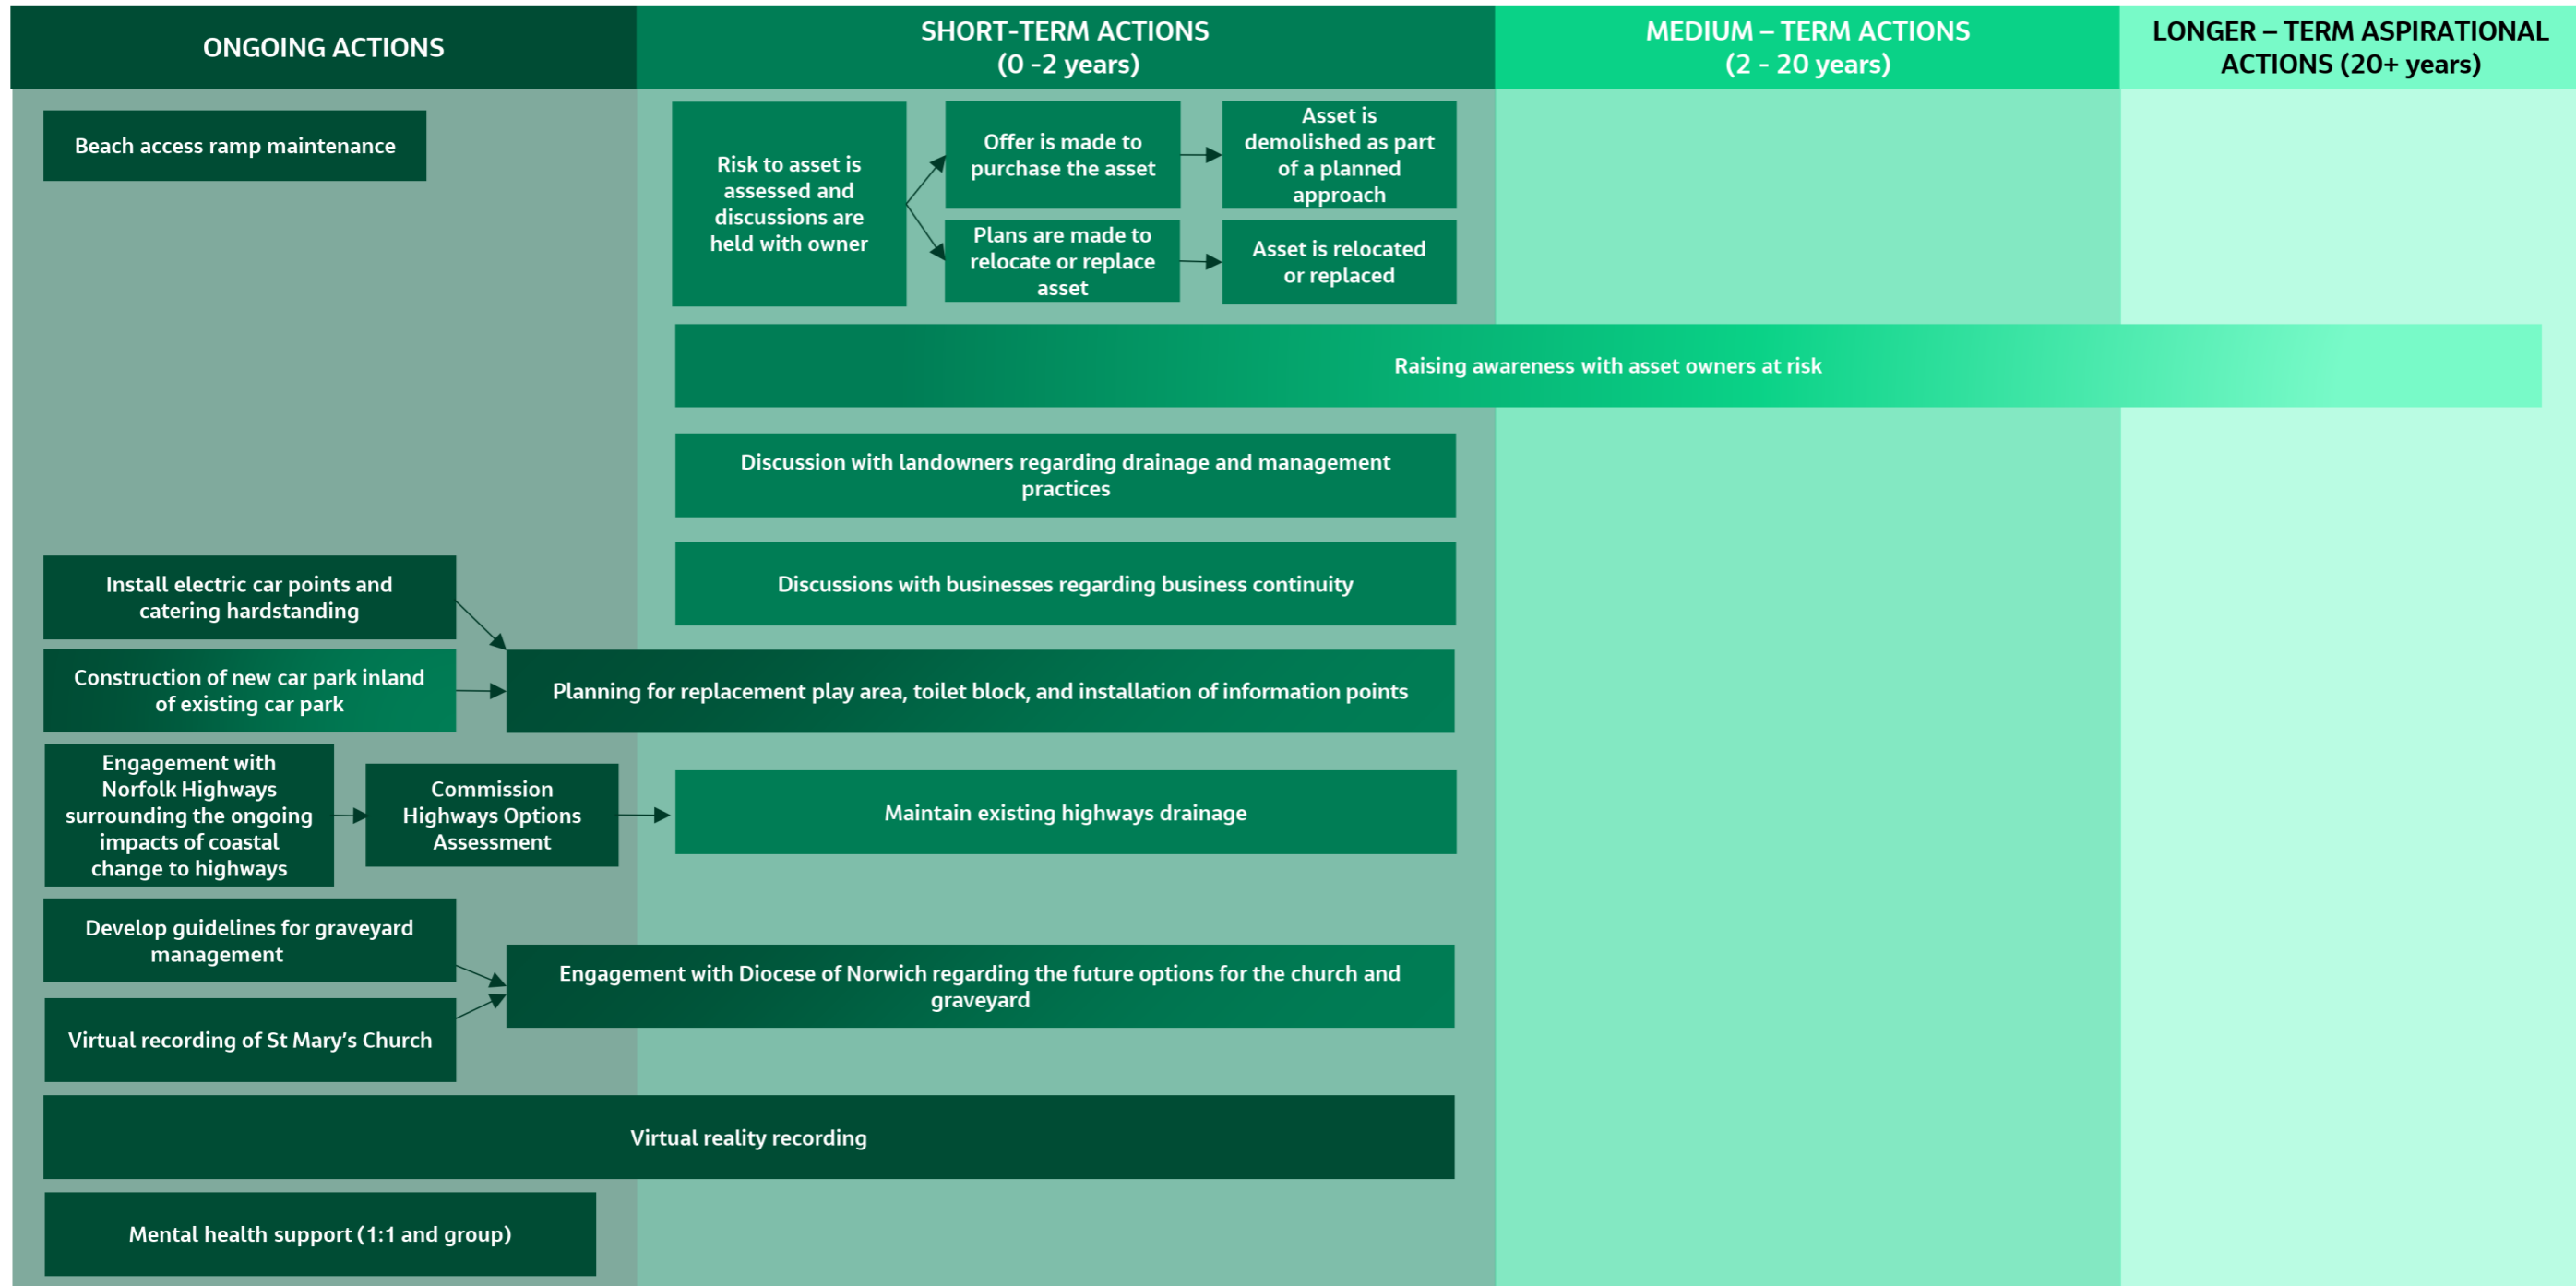 ONGOING ACTIONS
SHORT-TERM ACTIONS
(0 -2 years)
MEDIUM – TERM ACTIONS
(2 - 20 years)
LONGER – TERM ASPIRATIONAL
ACTIONS (20+ years)
Beach access ramp maintenance
Risk to asset is
assessed and
discussions are
held with owner
Offer is made to
purchase the asset
Asset is
demolished as part
of a planned
approach
Plans are made to
relocate or replace
asset
Asset is relocated
or replaced
Raising awareness with asset owners at risk
Discussion with landowners regarding drainage and management
practices
Discussions with businesses regarding business continuity
Install electric car points and
catering hardstanding
Construction of new car park inland
of existing car park
Planning for replacement play area, toilet block, and installation of information points
Engagement with
Norfolk Highways
surrounding the ongoing
impacts of coastal
change to highways
Commission
Highways Options
Assessment
Maintain existing highways drainage
Develop guidelines for graveyard
management
Virtual recording of St Mary's Church
Engagement with Diocese of Norwich regarding the future options for the church and
graveyard
Virtual reality recording
Mental health support (1:1 and group)